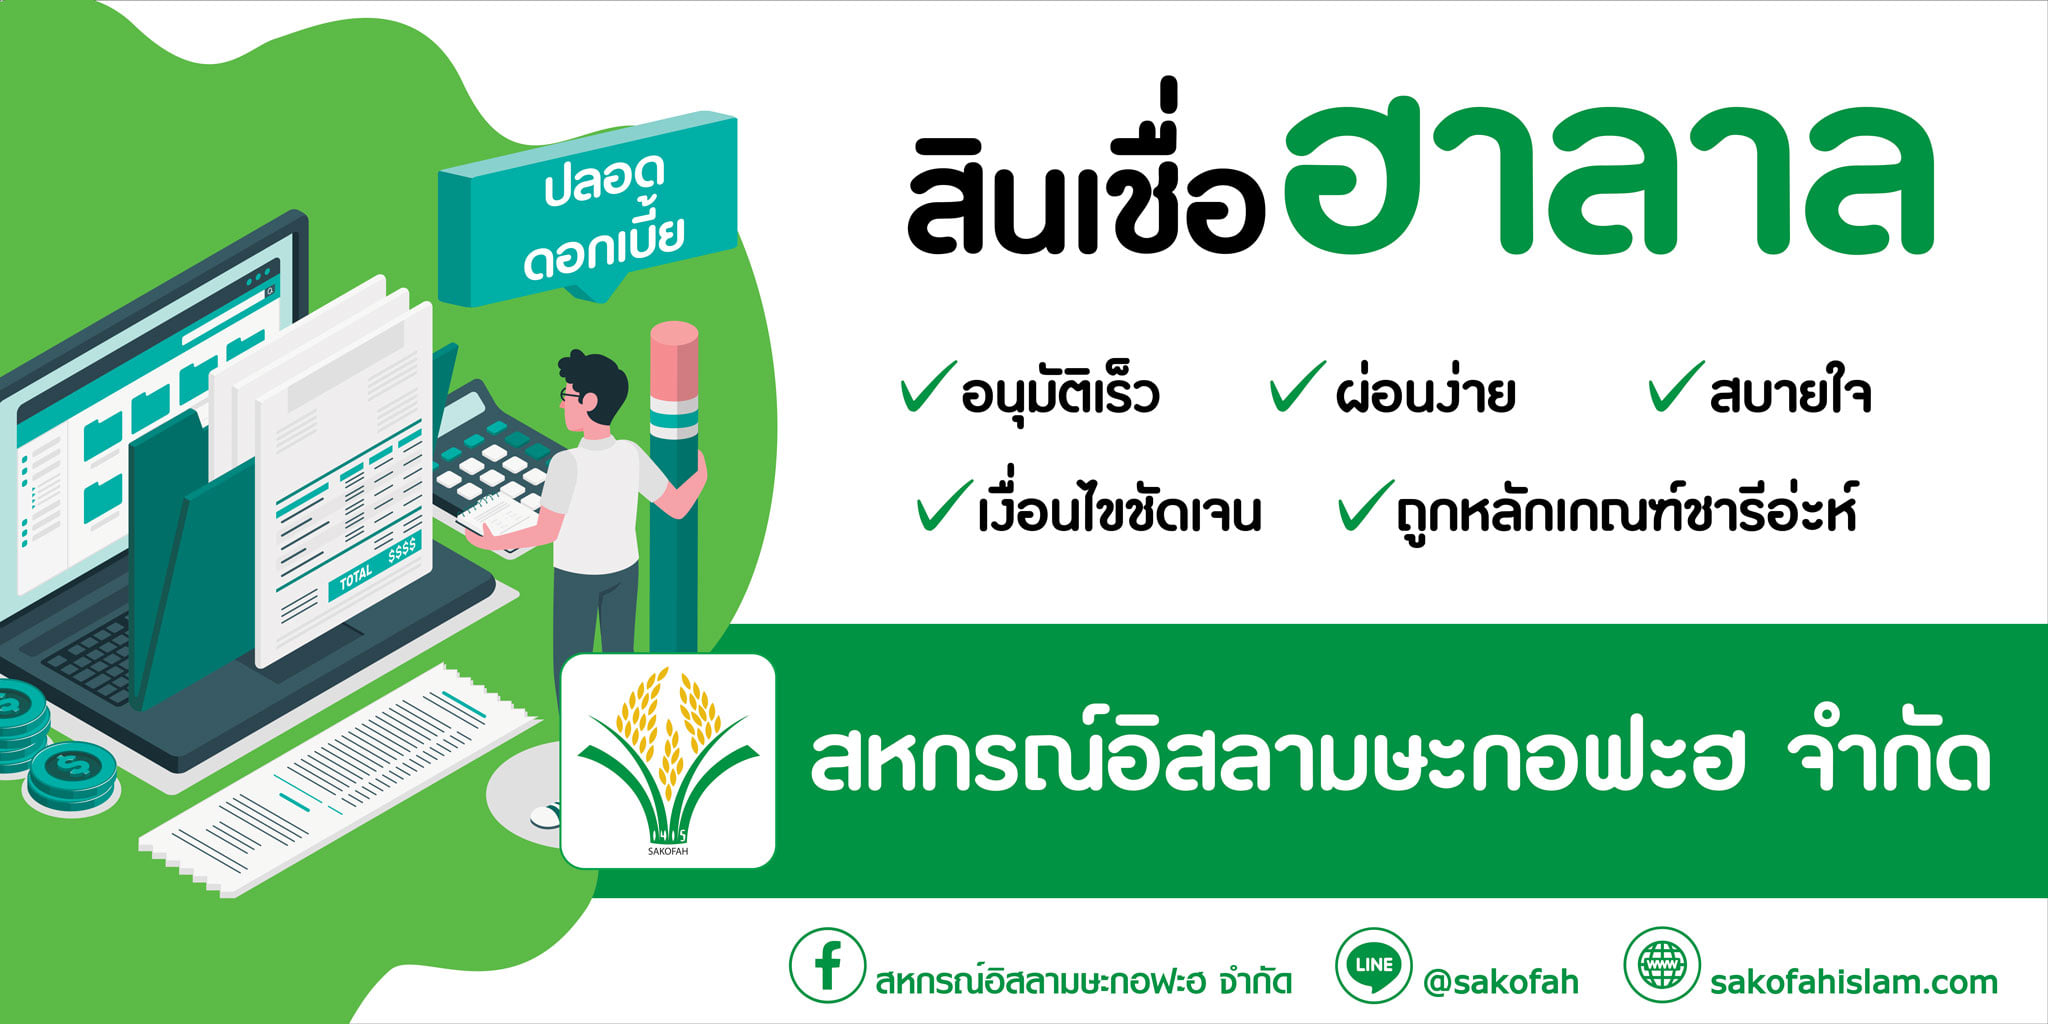 ปลอด
ดอกเบี้ย
สินเชื่อฮาลาล
อนุมัติเร็ว
ผ่อนง่าย
สบายใจ
เงื่อนไขชัดเจน
ถูกหลักเกณฑ์ชารีอ่ะห์
TOTAL $$$$
1405
SAKOFAH
สหกรณ์อิสลามษะกอฟะฮ จำกัด
สหกรณ์อิสลามษะกอฟะฮ จำกัด
LINE
@sakofah
WWW
sakofahislam.com